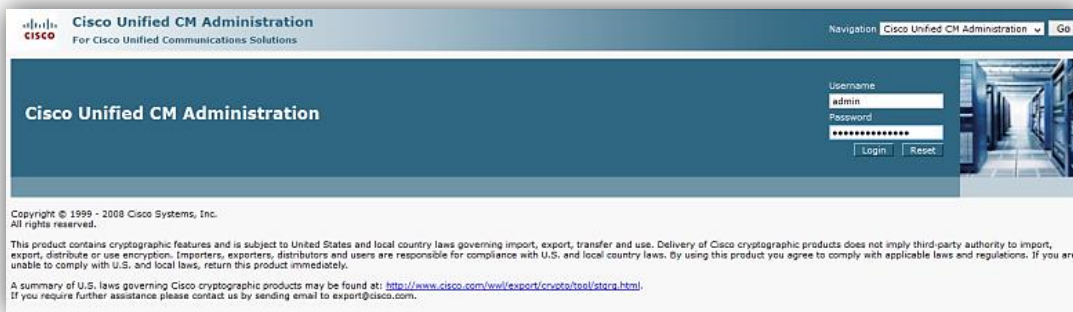 CISCO
Cisco Unified CM Administration
For Cisco Unified Communications Solutions
Navigation Cisco Unified CM Administration Go
Cisco Unified CM Administration
Username
admin
Password
••••••••••••••
Login Reset
Copyright © 1999 - 2008 Cisco Systems, Inc.
All rights reserved.
This product contains cryptographic features and is subject to United States and local country laws governing import, export, transfer and use. Delivery of Cisco cryptographic products does not imply third-party authority to import,
export, distribute or use encryption. Importers, exporters, distributors and users are responsible for compliance with U.S. and local country laws. By using this product you agree to comply with applicable laws and regulations. If you are
unable to comply with U.S. and local laws, return this product immediately.
A summary of U.S. laws governing Cisco cryptographic products may be found at: http://www.cisco.com/wwl/export/crypto/tool/stqrg.html.
If you require further assistance please contact us by sending email to export@cisco.com.